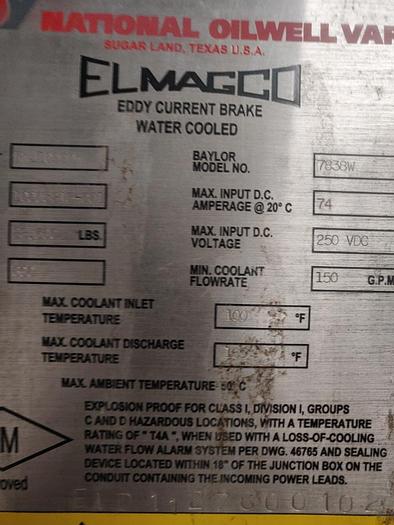 NATIONAL OILWELL VAR
SUGAR LAND, TEXAS U.S.A.
ELMAGCO
EDDY CURRENT BRAKE
WATER COOLED
BAYLOR
MODEL NO. 7838W
MAX. INPUT D.C.
AMPERAGE @ 20° C 74
LBS. MAX. INPUT D.C.
VOLTAGE 250 VDC
MIN. COOLANT
FLOWRATE 150 G.P.M
MAX. COOLANT INLET
TEMPERATURE 100 °F
MAX. COOLANT DISCHARGE
TEMPERATURE °F
MAX. AMBIENT TEMPERATURE 50° C
EXPLOSION PROOF FOR CLASS I, DIVISION I, GROUPS
C AND D HAZARDOUS LOCATIONS, WITH A TEMPERATURE
RATING OF "T4A", WHEN USED WITH A LOSS-OF-COOLING
WATER FLOW ALARM SYSTEM PER DWG. 46765 AND SEALING
DEVICE LOCATED WITHIN 18" OF THE JUNCTION BOX ON THE
CONDUIT CONTAINING THE INCOMING POWER LEADS.
M
oved